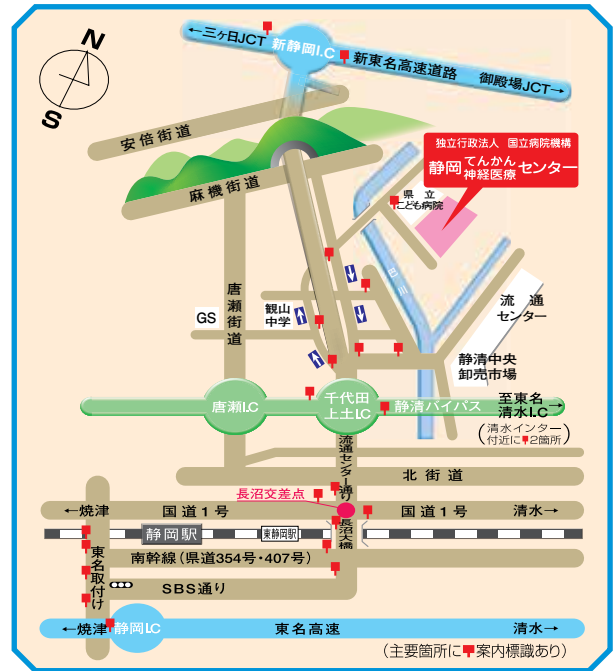 N
S
←三ヶ日JCT
新静岡I.C
新東名高速道路
御殿場JCT→
安倍街道
麻機街道
独立行政法人 国立病院機構
静岡てんかん神経医療センター
県立
こども病院
巴川
唐瀬街道
GS
観山
中学
流通
センター
静清中央
卸売市場
唐瀬I.C
千代田
上土I.C
静清バイパス
至東名
清水I.C
→
(清水インター
付近に2箇所)
流通センター通り
北街道
長沼交差点
←焼津
国道1号
国道1号
清水→
静岡駅
東静岡駅
長沼大橋
南幹線(県道354号・407号)
東名取付け
SBS通り
←焼津
静岡I.C
東名高速
清水→
(主要箇所に案内標識あり)